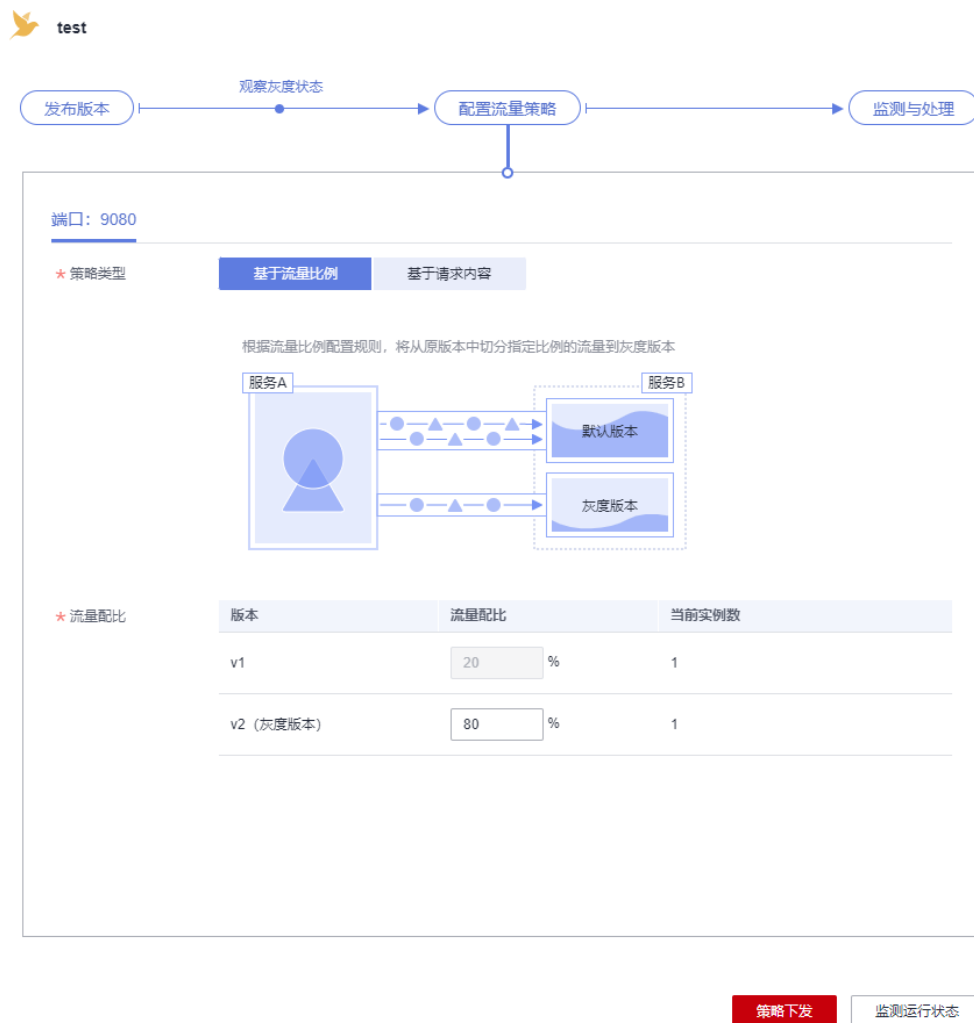 test
观察灰度状态
发布版本
配置流量策略
监测与处理
端口：9080
* 策略类型
基于流量比例
基于请求内容
根据流量比例配置规则，将从原版本中切分指定比例的流量到灰度版本
服务A
服务B
默认版本
灰度版本
* 流量配比
版本 流量配比 当前实例数
v1 20 % 1
v2（灰度版本） 80 % 1
策略下发
监测运行状态